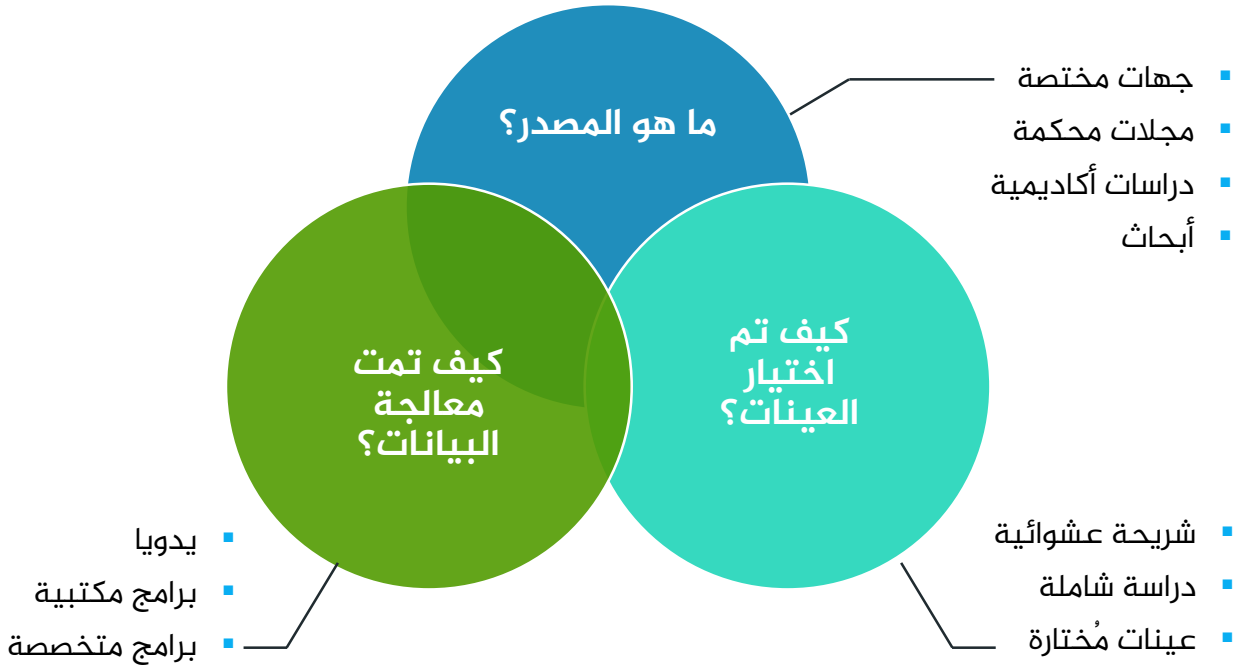 ما هو المصدر؟
جهات مختصة
مجلات محكمة
دراسات أكاديمية
أبحاث
كيف تم
اختيار
العينات؟
شريحة عشوائية
دراسة شاملة
عينات مُختارة
كيف تمت
معالجة
البيانات؟
يدويا
برامج مكتبية
برامج متخصصة